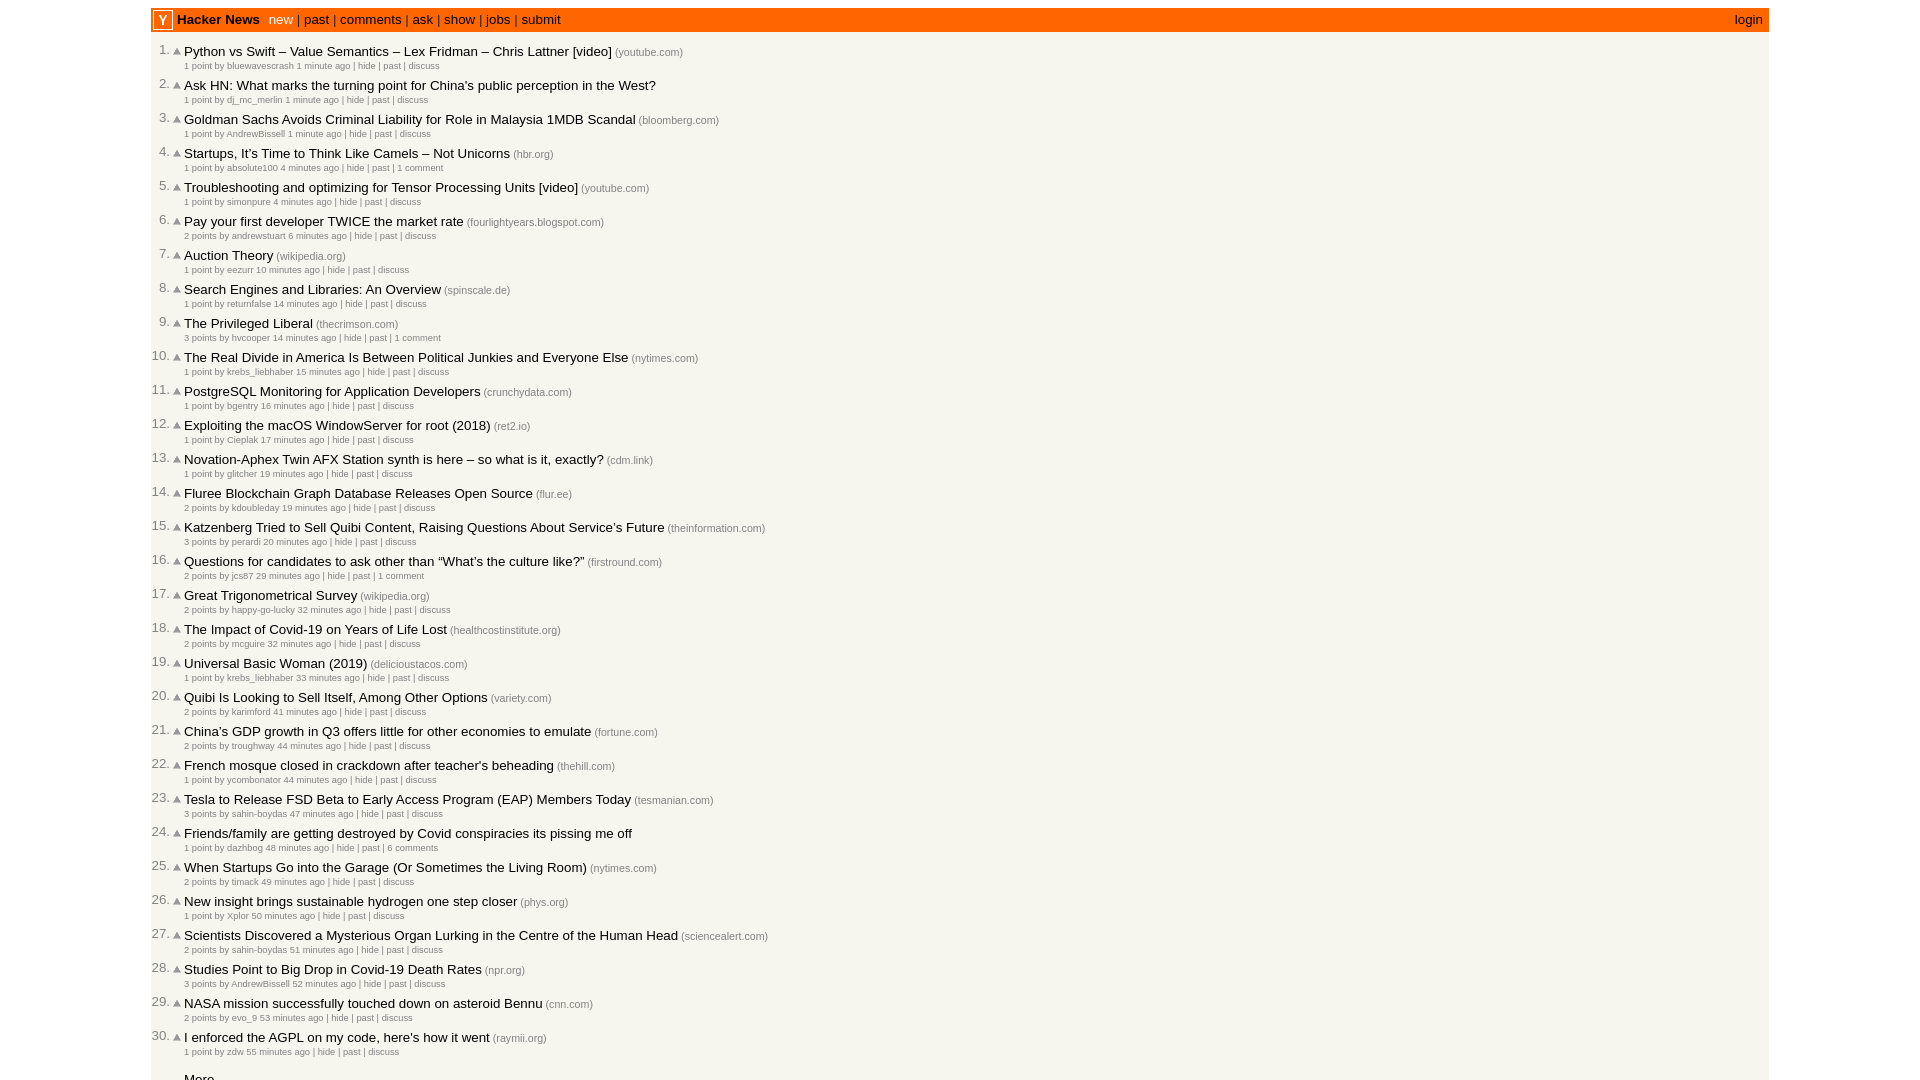 Y Hacker News new | past | comments | ask | show | jobs | submit login
1. Python vs Swift – Value Semantics – Lex Fridman – Chris Lattner [video] (youtube.com)
1 point by bluewavescrash 1 minute ago | hide | past | discuss
2. Ask HN: What marks the turning point for China's public perception in the West?
1 point by dj_mc_merlin 1 minute ago | hide | past | discuss
3. Goldman Sachs Avoids Criminal Liability for Role in Malaysia 1MDB Scandal (bloomberg.com)
1 point by AndrewBissell 1 minute ago | hide | past | discuss
4. Startups, It’s Time to Think Like Camels – Not Unicorns (hbr.org)
1 point by absolute100 4 minutes ago | hide | past | 1 comment
5. Troubleshooting and optimizing for Tensor Processing Units [video] (youtube.com)
1 point by simonpure 4 minutes ago | hide | past | discuss
6. Pay your first developer TWICE the market rate (fourlightyears.blogspot.com)
2 points by andrewstuart 6 minutes ago | hide | past | discuss
7. Auction Theory (wikipedia.org)
1 point by eezurr 10 minutes ago | hide | past | discuss
8. Search Engines and Libraries: An Overview (spinscale.de)
1 point by returnfalse 14 minutes ago | hide | past | discuss
9. The Privileged Liberal (thecrimson.com)
3 points by hvcooper 14 minutes ago | hide | past | 1 comment
10. The Real Divide in America Is Between Political Junkies and Everyone Else (nytimes.com)
1 point by krebs_liebhaber 15 minutes ago | hide | past | discuss
11. PostgreSQL Monitoring for Application Developers (crunchydata.com)
1 point by bgentry 16 minutes ago | hide | past | discuss
12. Exploiting the macOS WindowServer for root (2018) (ret2.io)
1 point by Cieplak 17 minutes ago | hide | past | discuss
13. Novation-Aphex Twin AFX Station synth is here – so what is it, exactly? (cdm.link)
1 point by glitcher 19 minutes ago | hide | past | discuss
14. Fluree Blockchain Graph Database Releases Open Source (flur.ee)
2 points by kdoubleday 19 minutes ago | hide | past | discuss
15. Katzenberg Tried to Sell Quibi Content, Raising Questions About Service’s Future (theinformation.com)
3 points by perardi 20 minutes ago | hide | past | discuss
16. Questions for candidates to ask other than “What’s the culture like?” (firstround.com)
2 points by jcs87 29 minutes ago | hide | past | 1 comment
17. Great Trigonometrical Survey (wikipedia.org)
2 points by happy-go-lucky 32 minutes ago | hide | past | discuss
18. The Impact of Covid-19 on Years of Life Lost (healthcostinstitute.org)
2 points by mcguire 32 minutes ago | hide | past | discuss
19. Universal Basic Woman (2019) (delicioustacos.com)
1 point by krebs_liebhaber 33 minutes ago | hide | past | discuss
20. Quibi Is Looking to Sell Itself, Among Other Options (variety.com)
2 points by karimford 41 minutes ago | hide | past | discuss
21. China’s GDP growth in Q3 offers little for other economies to emulate (fortune.com)
2 points by troughway 44 minutes ago | hide | past | discuss
22. French mosque closed in crackdown after teacher's beheading (thehill.com)
1 point by ycombonator 44 minutes ago | hide | past | discuss
23. Tesla to Release FSD Beta to Early Access Program (EAP) Members Today (tesmanian.com)
3 points by sahin-boydas 47 minutes ago | hide | past | discuss
24. Friends/family are getting destroyed by Covid conspiracies its pissing me off
1 point by dazhbog 48 minutes ago | hide | past | 6 comments
25. When Startups Go into the Garage (Or Sometimes the Living Room) (nytimes.com)
2 points by timack 49 minutes ago | hide | past | discuss
26. New insight brings sustainable hydrogen one step closer (phys.org)
1 point by Xplor 50 minutes ago | hide | past | discuss
27. Scientists Discovered a Mysterious Organ Lurking in the Centre of the Human Head (sciencealert.com)
2 points by sahin-boydas 51 minutes ago | hide | past | discuss
28. Studies Point to Big Drop in Covid-19 Death Rates (npr.org)
3 points by AndrewBissell 52 minutes ago | hide | past | discuss
29. NASA mission successfully touched down on asteroid Bennu (cnn.com)
2 points by evo_9 53 minutes ago | hide | past | discuss
30. I enforced the AGPL on my code, here's how it went (raymii.org)
1 point by zdw 55 minutes ago | hide | past | discuss
More